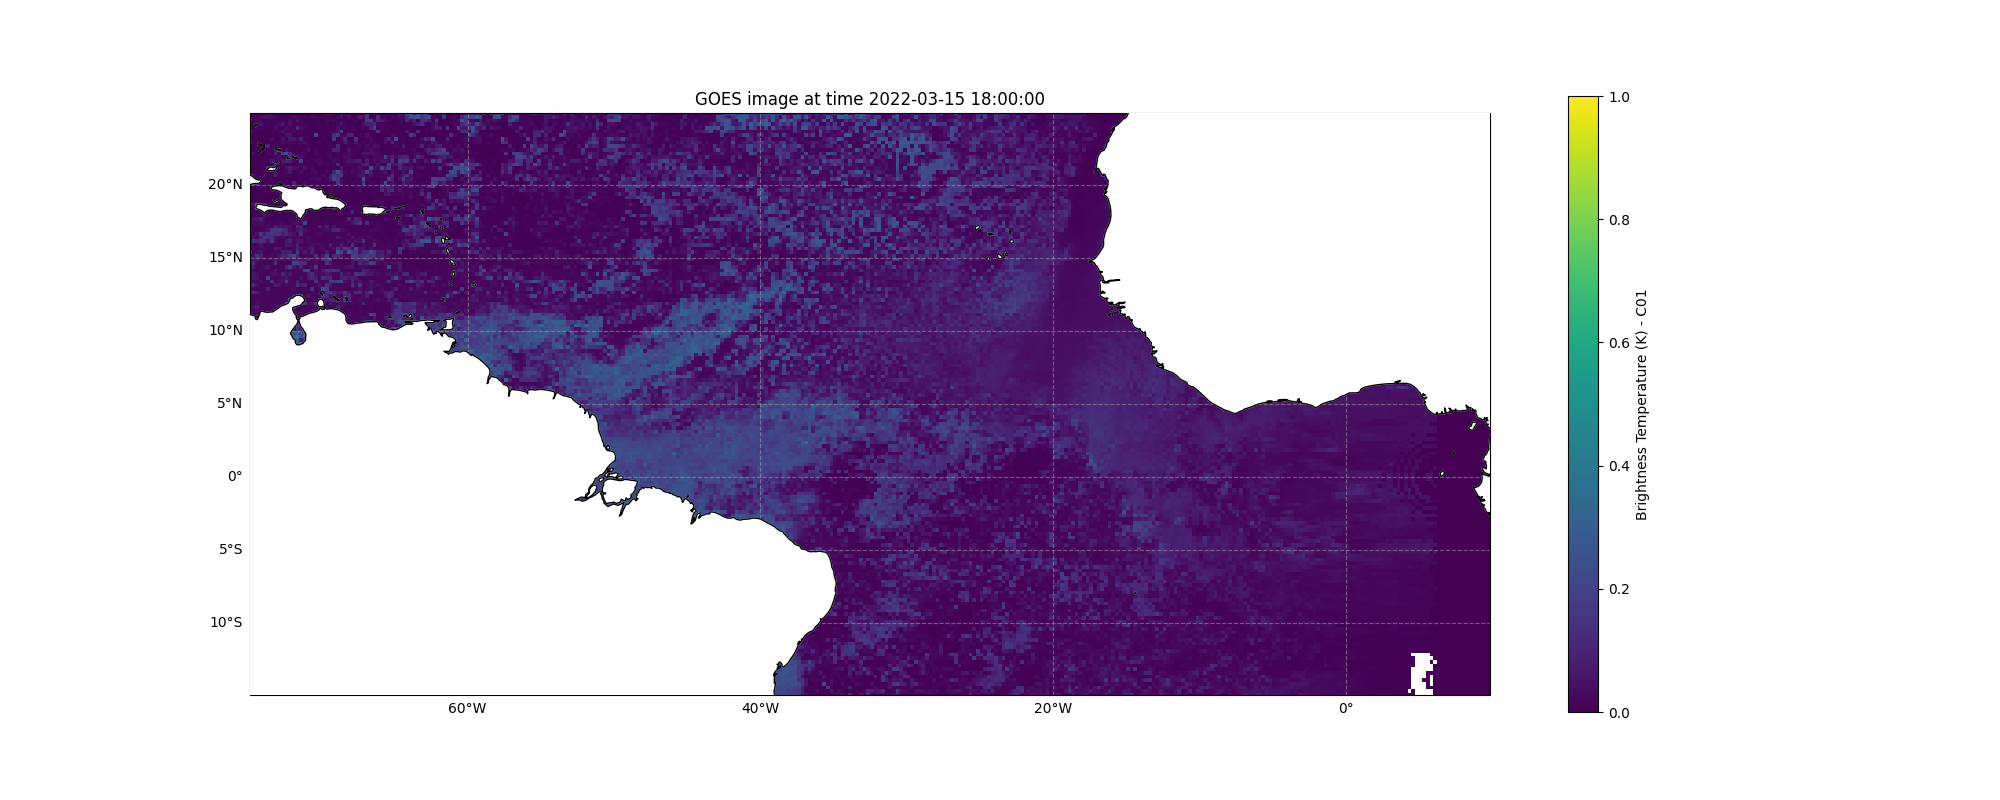 GOES image at time 2022-03-15 18:00:00
20°N
15°N
10°N
5°N
0°
5°S
10°S
60°W
40°W
20°W
0°
1.0
0.8
0.6
0.4
0.2
0.0
Brightness Temperature (K) - C01